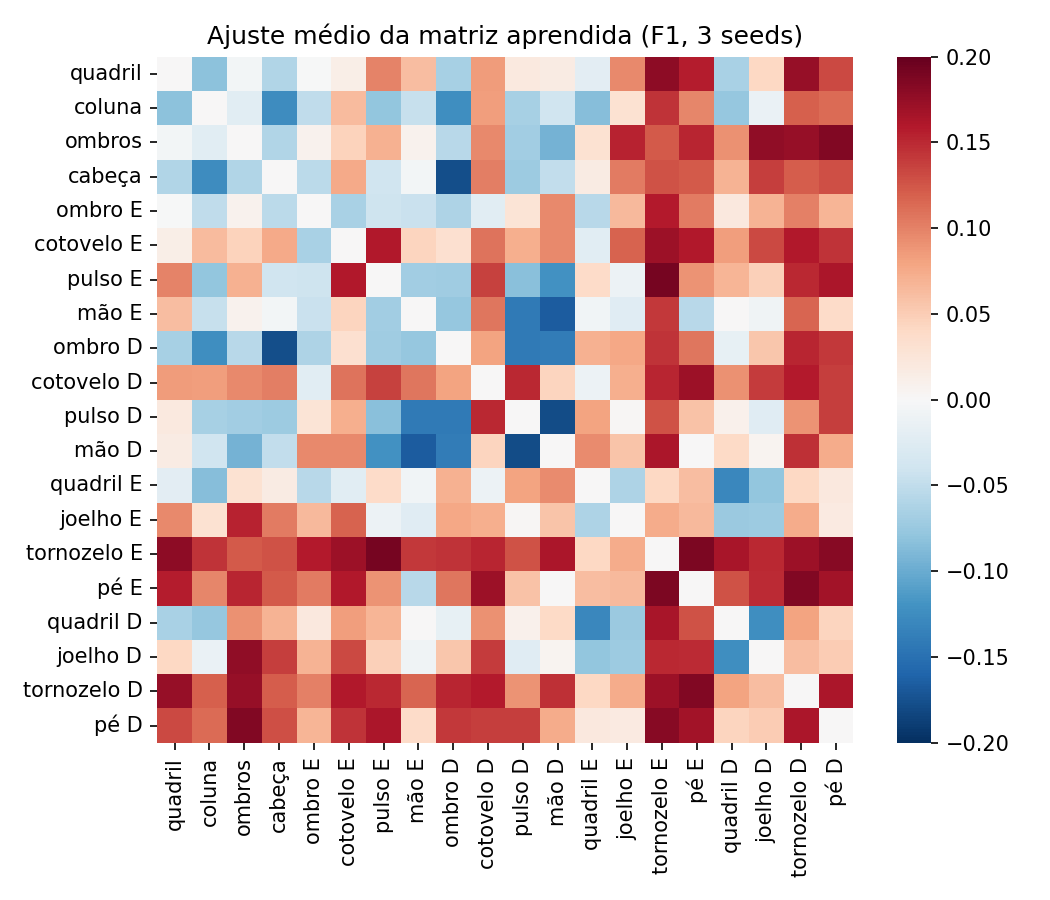 Ajuste médio da matriz aprendida (F1, 3 seeds)
quadril
coluna
ombros
cabeça
ombro E
cotovelo E
pulso E
mão E
ombro D
cotovelo D
pulso D
mão D
quadril E
joelho E
tornozelo E
pé E
quadril D
joelho D
tornozelo D
pé D
quadril
coluna
ombros
cabeça
ombro E
cotovelo E
pulso E
mão E
ombro D
cotovelo D
pulso D
mão D
quadril E
joelho E
tornozelo E
pé E
quadril D
joelho D
tornozelo D
pé D
0.20
0.15
0.10
0.05
0.00
−0.05
−0.10
−0.15
−0.20